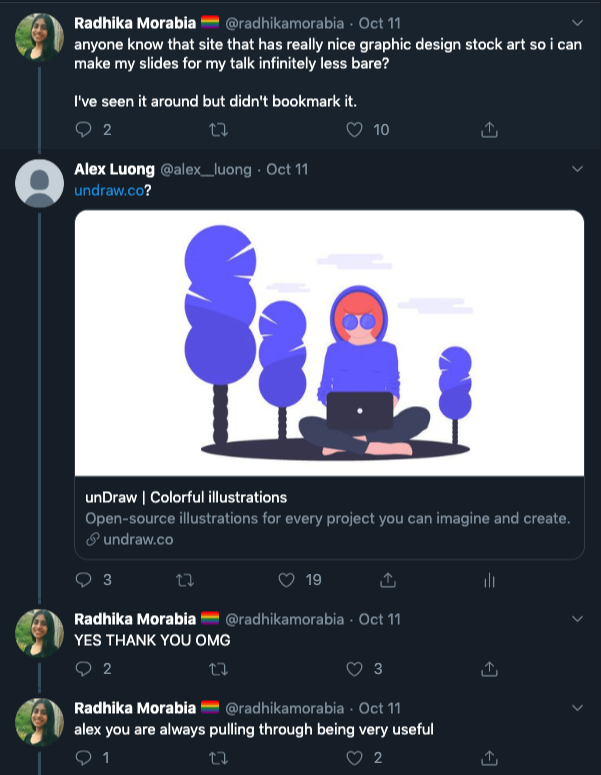 Radhika Morabia 🏳️‍🌈 @radhikamorabia · Oct 11
anyone know that site that has really nice graphic design stock art so i can
make my slides for my talk infinitely less bare?
I've seen it around but didn't bookmark it.
2 10
Alex Luong @alex__luong · Oct 11
undraw.co?
unDraw | Colorful illustrations
Open-source illustrations for every project you can imagine and create.
undraw.co
3 19
Radhika Morabia 🏳️‍🌈 @radhikamorabia · Oct 11
YES THANK YOU OMG
2 3
Radhika Morabia 🏳️‍🌈 @radhikamorabia · Oct 11
alex you are always pulling through being very useful
1 2